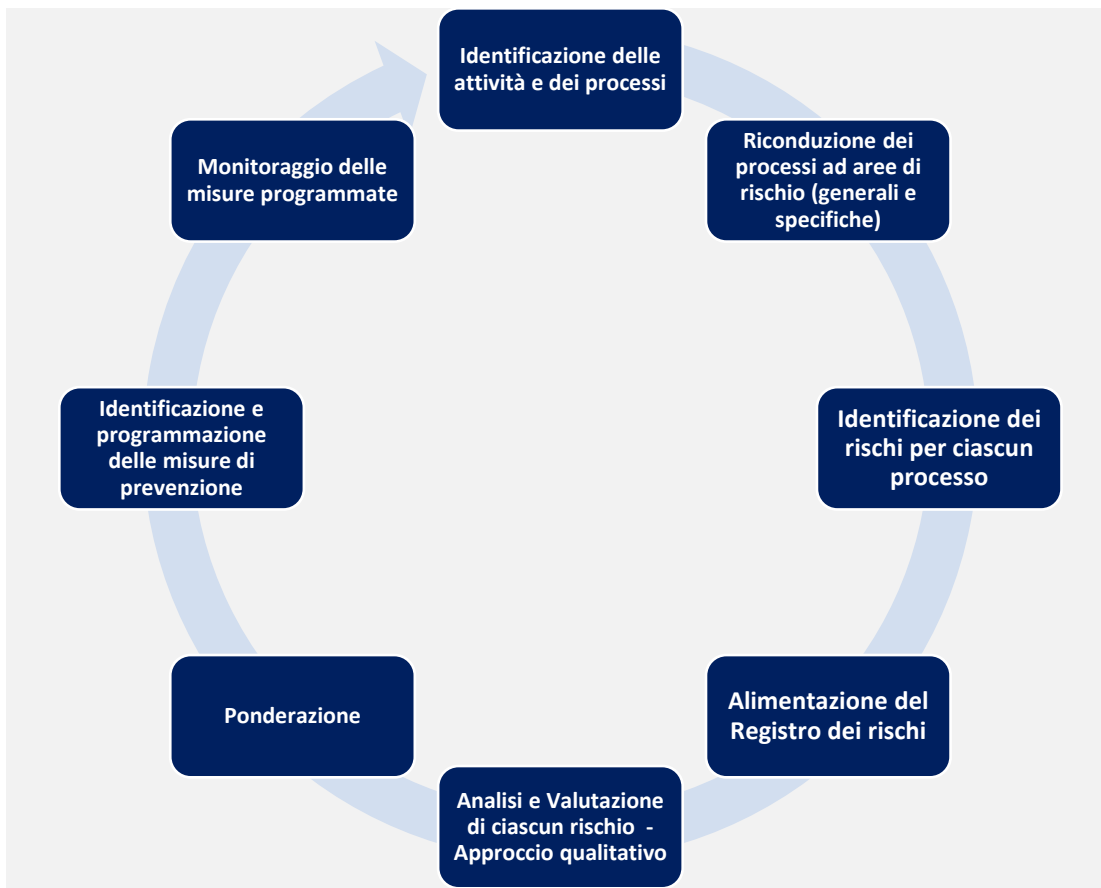 Identificazione delle
attività e dei processi
Riconduzione dei
processi ad aree di
rischio (generali e
specifiche)
Identificazione dei
rischi per ciascun
processo
Alimentazione del
Registro dei rischi
Analisi e Valutazione
di ciascun rischio -
Approccio qualitativo
Ponderazione
Identificazione e
programmazione
delle misure di
prevenzione
Monitoraggio delle
misure programmate